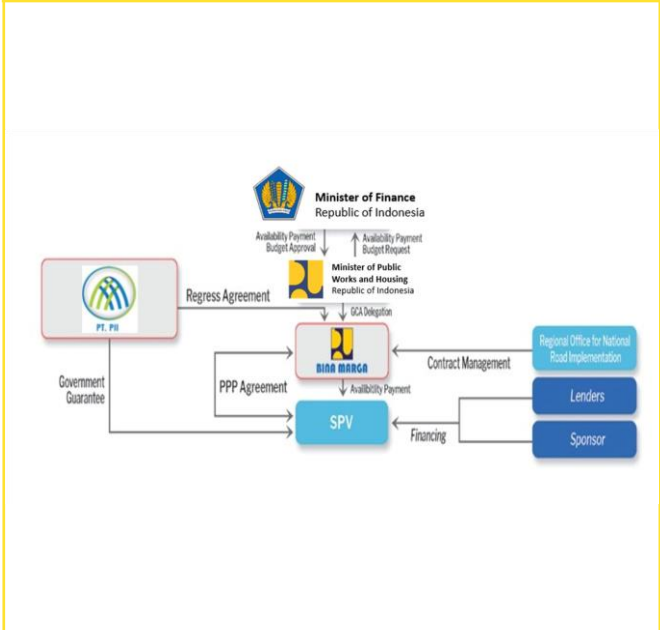 Minister of Finance
Republic of Indonesia
Availability Payment
Budget Approval
Availability Payment
Budget Request
Minister of Public
Works and Housing
Republic of Indonesia
PT. PII
Regress Agreement
GCA Delegation
BINA MARGA
Contract Management
Regional Office for National
Road Implementation
Government
Guarantee
PPP Agreement
Availibility Payment
SPV
Financing
Lenders
Sponsor